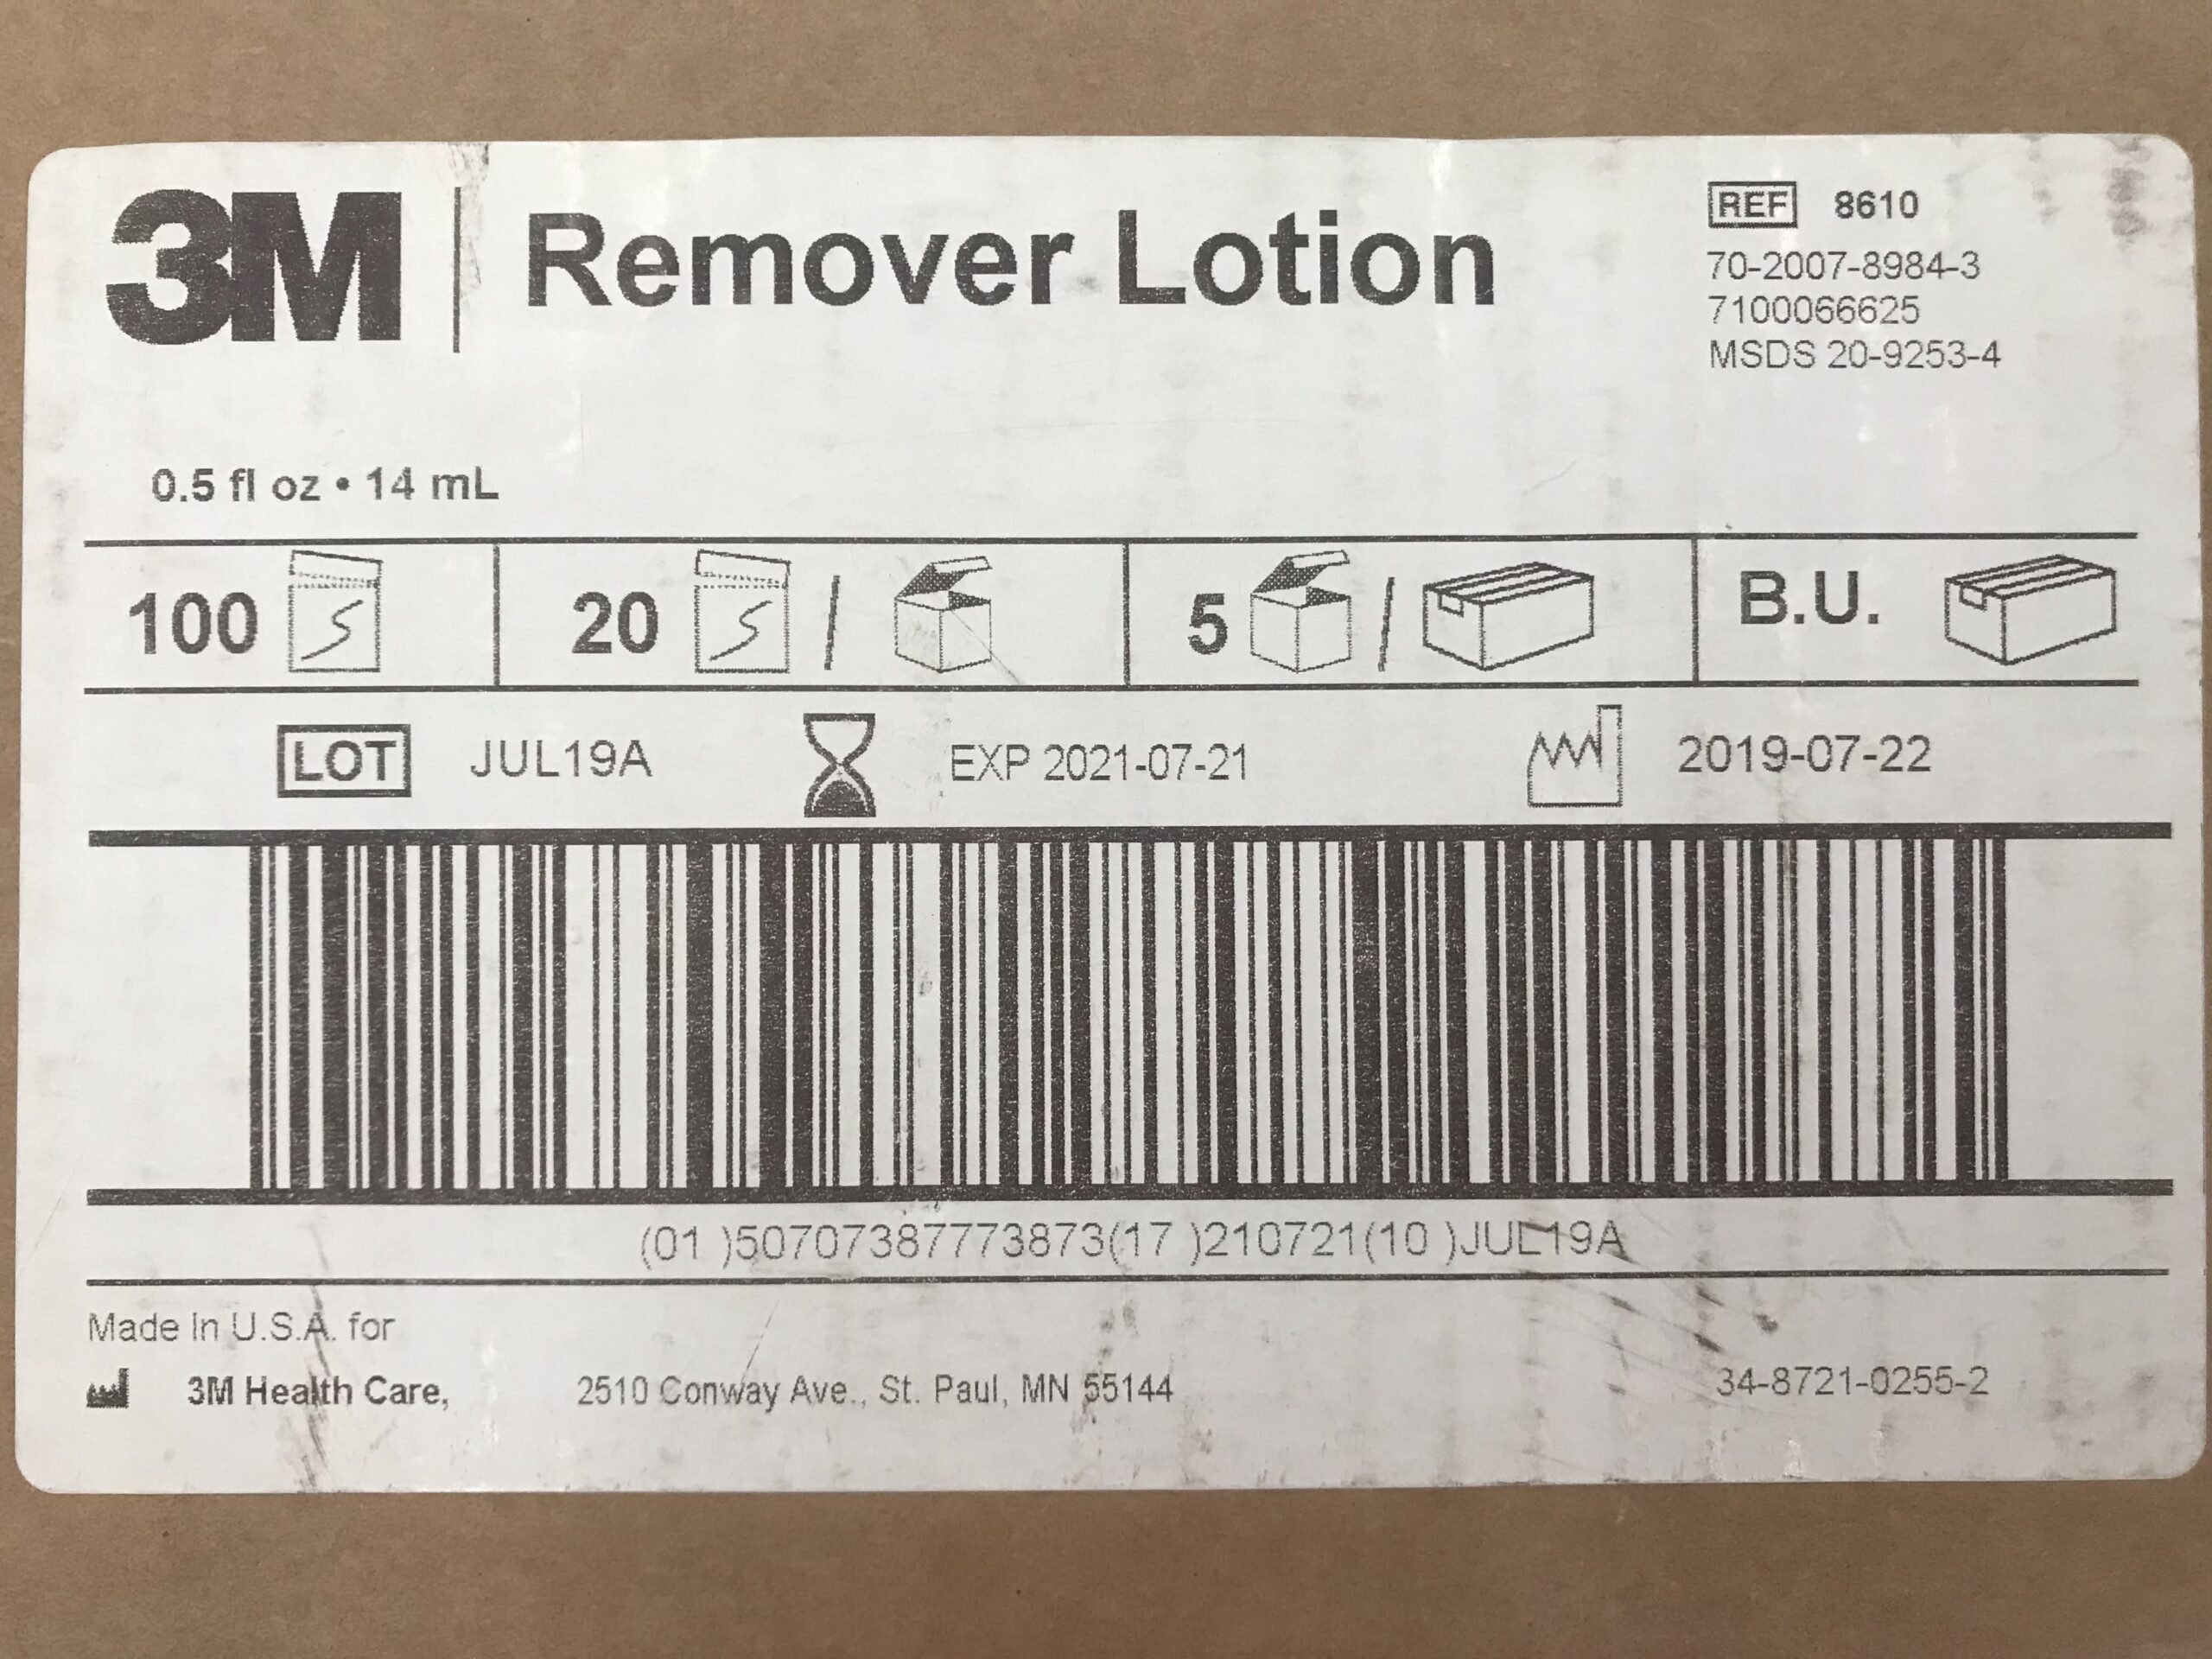 3M
Remover Lotion
REF 8610
70-2007-8984-3
7100066625
MSDS 20-9253-4
0.5 fl oz • 14 mL
100
20 /
5 /
B.U.
LOT JUL19A
EXP 2021-07-21
2019-07-22
(01 )50707387773873(17 )210721(10 )JUL19A
Made in U.S.A. for
3M Health Care, 2510 Conway Ave., St. Paul, MN 55144
34-8721-0255-2